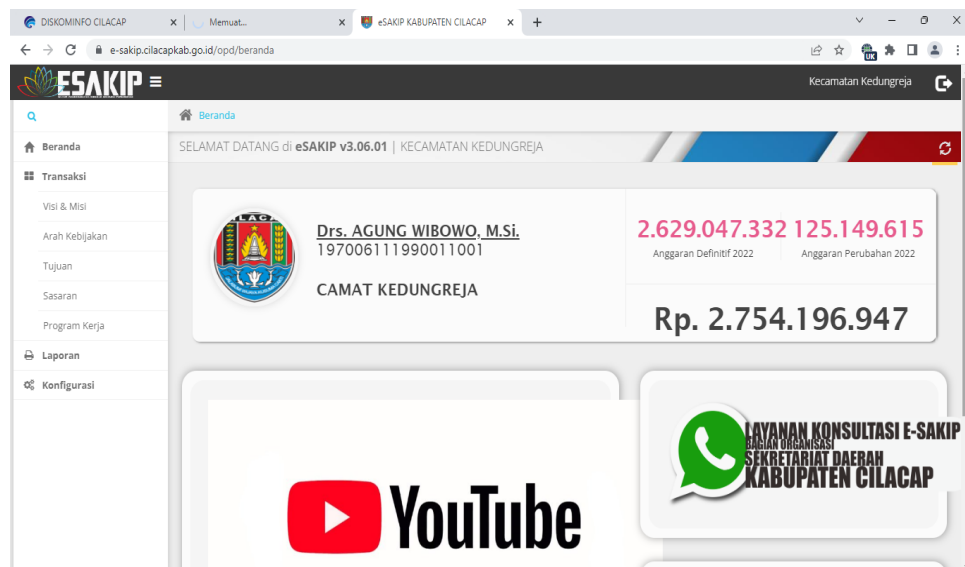 DISKOMINFO CILACAP
Memuat...
eSAKIP KABUPATEN CILACAP
e-sakip.cilacapkab.go.id/opd/beranda
UK
ESAKIP
Kecamatan Kedungreja
Beranda
Beranda
SELAMAT DATANG di eSAKIP v3.06.01 | KECAMATAN KEDUNGREJA
Transaksi
Visi & Misi
Arah Kebijakan
Tujuan
Sasaran
Program Kerja
Laporan
Konfigurasi
Drs. AGUNG WIBOWO, M.Si.
197006111990011001
CAMAT KEDUNGREJA
2.629.047.332 125.149.615
Anggaran Definitif 2022 Anggaran Perubahan 2022
Rp. 2.754.196.947
YouTube
LAYANAN KONSULTASI E-SAKIP
BAGIAN ORGANISASI
SEKRETARIAT DAERAH
KABUPATEN CILACAP